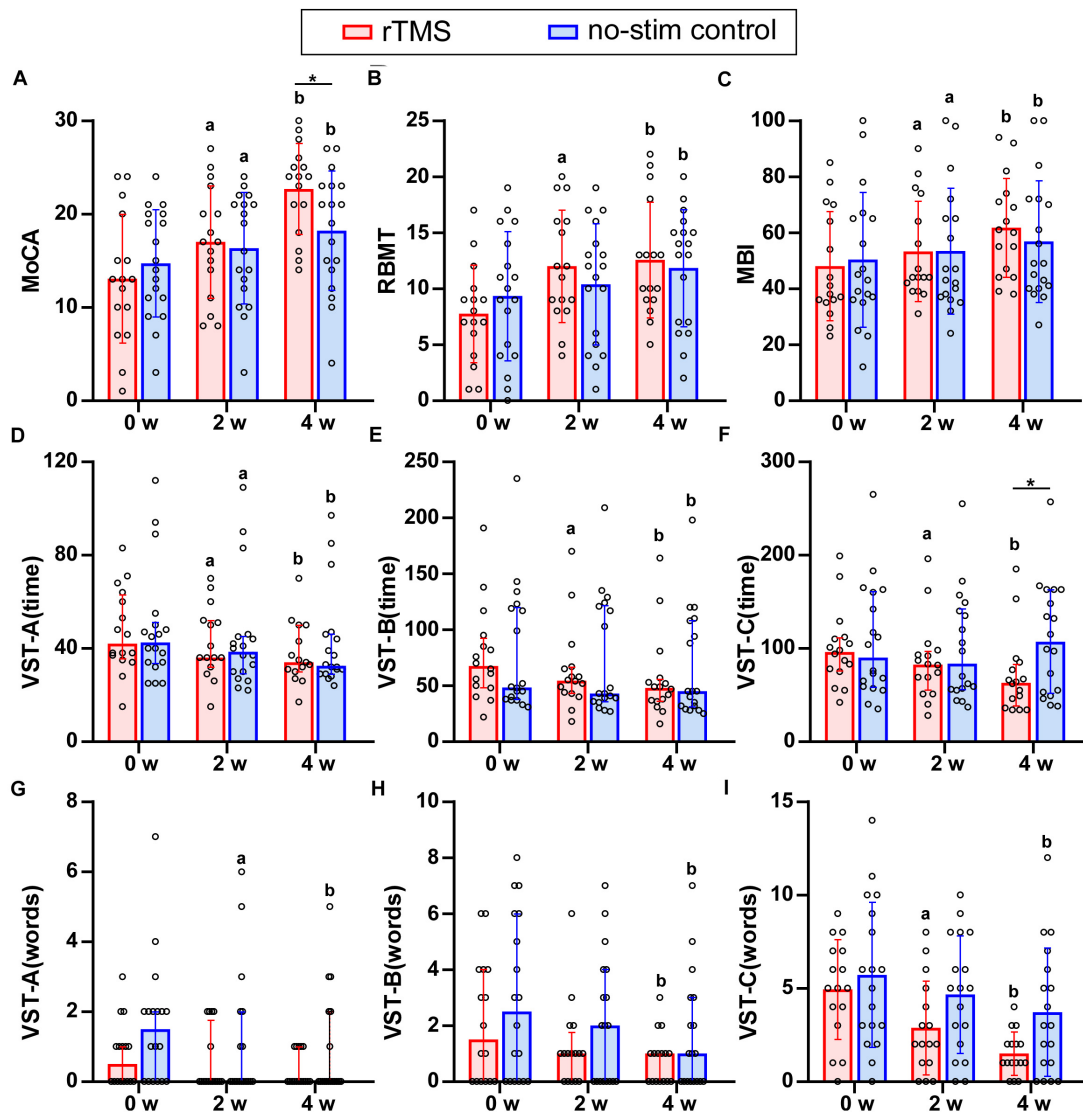 rTMS no-stim control
A
MoCA
30
20
10
0
a
a
b
*
b
0 w 2 w 4 w
B
RBMT
25
20
15
10
5
0
a
b
b
0 w 2 w 4 w
C
MBI
100
80
60
40
20
0
a
a
b
b
0 w 2 w 4 w
D
VST-A(time)
120
80
40
0
a
a
b
b
0 w 2 w 4 w
E
VST-B(time)
250
200
150
100
50
0
a
b
b
0 w 2 w 4 w
F
VST-C(time)
300
200
100
0
a
b
*
0 w 2 w 4 w
G
VST-A(words)
8
6
4
2
0
a
b
0 w 2 w 4 w
H
VST-B(words)
10
8
6
4
2
0
b
b
0 w 2 w 4 w
I
VST-C(words)
15
10
5
0
a
b
b
0 w 2 w 4 w